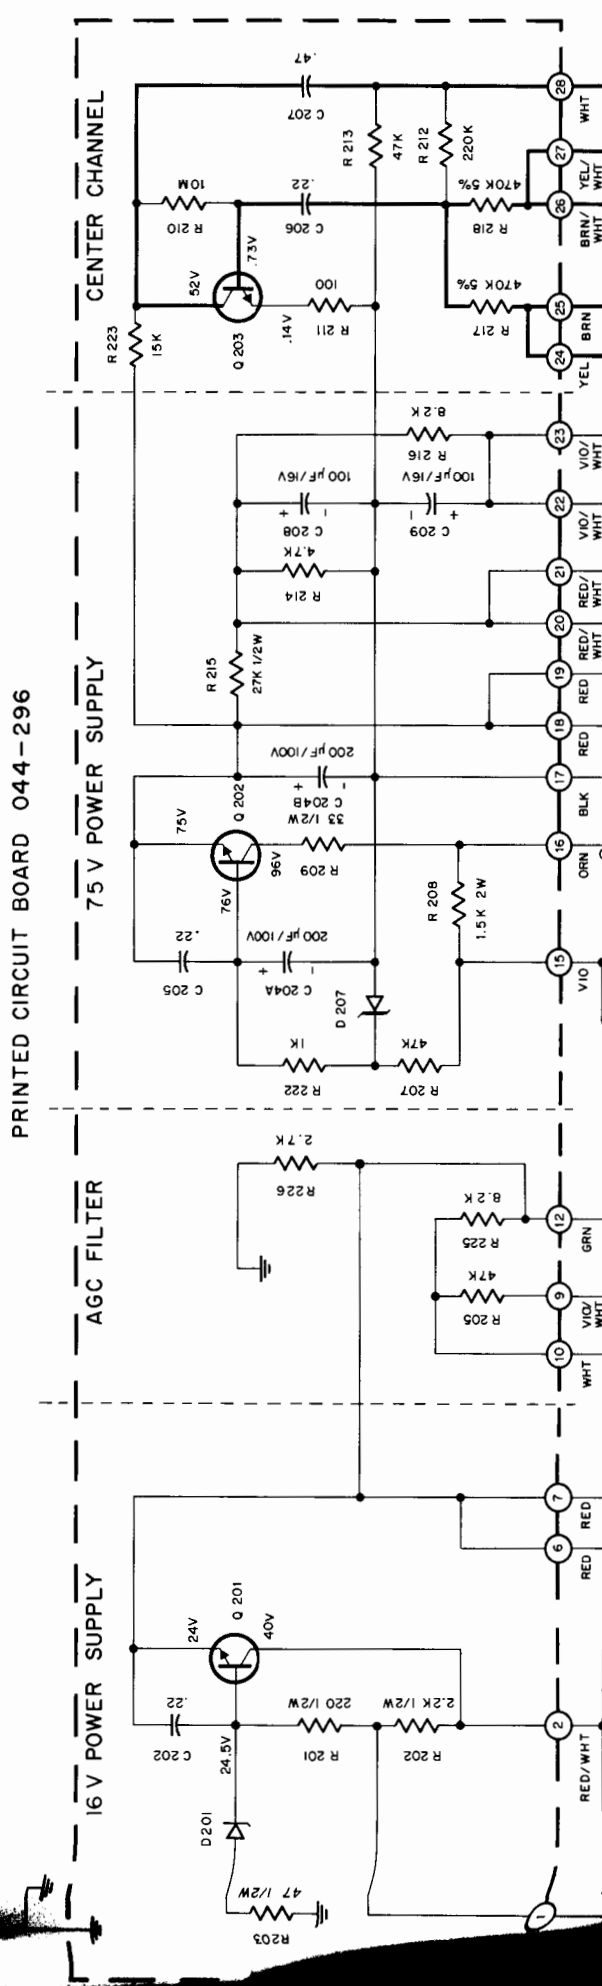 PRINTED CIRCUIT BOARD 044-296
CENTER CHANNEL
.47
C 207
R 213
47K
R 212
220K
28
WHT
27
YEL/
WHT
10M
R 210
.22
C 206
470K 5%
R 218
26
BRN/
WHT
52V
.73V
Q 203
.14V
100
R 211
470K 5%
R 217
25
BRN
24
YEL
R 223
15K
75 V POWER SUPPLY
8.2K
R 216
23
VIO/
WHT
100 µF/16V
+ -
C 208
100 µF/16V
- +
C 209
22
VIO/
WHT
4.7K
R 214
21
RED/
WHT
20
RED/
WHT
R 215
27K 1/2W
19
RED
18
RED
200 µF/100V
+ -
C 204B
17
BLK
75V
Q 202
76V
96V
33 1/2W
R 209
16
ORN
R 208
1.5K 2W
.22
C 205
200 µF/100V
+ -
C 204A
15
VIO
D 207
1K
R 222
47K
R 207
AGC FILTER
2.7K
R226
8.2K
R 225
12
GRN
47K
R 205
9
VIO/
WHT
10
WHT
16 V POWER SUPPLY
7
RED
6
RED
24V
Q 201
40V
.22
C 202
24.5V
220 1/2W
R 201
2.2K 1/2W
R 202
2
RED/WHT
D201
47 1/2W
R203
1